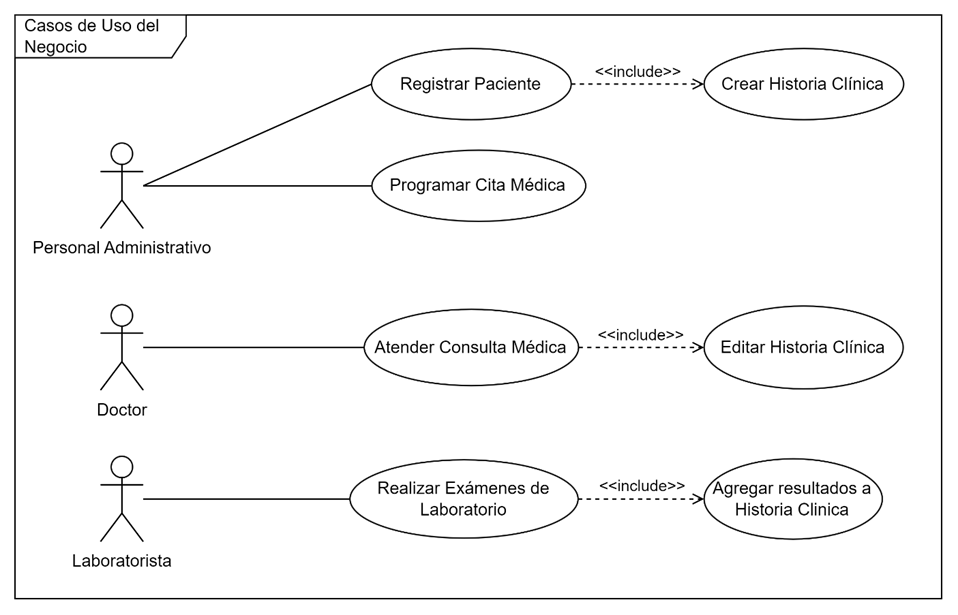 Casos de Uso del
Negocio
Registrar Paciente
<<include>>
Crear Historia Clínica
Programar Cita Médica
Personal Administrativo
Atender Consulta Médica
<<include>>
Editar Historia Clínica
Doctor
Realizar Exámenes de
Laboratorio
<<include>>
Agregar resultados a
Historia Clinica
Laboratorista